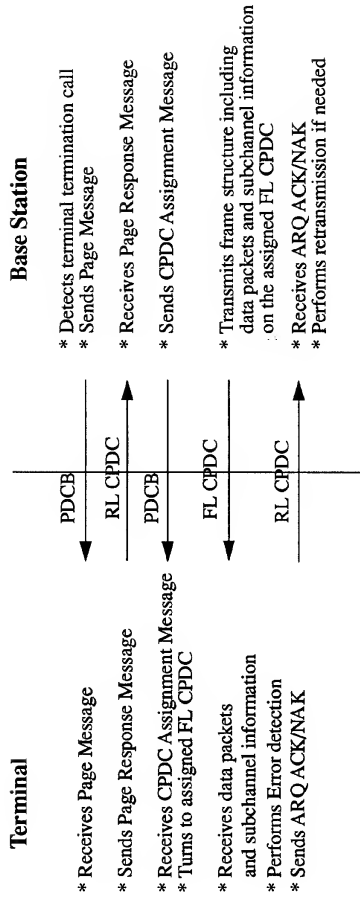 Terminal
* Receives Page Message
* Sends Page Response Message
* Receives CPDC Assignment Message
* Turns to assigned FL CPDC
* Receives data packets
and subchannel information
* Performs Error detection
* Sends ARQ ACK/NAK
PDCB
RL CPDC
PDCB
FL CPDC
RL CPDC
Base Station
* Detects terminal termination call
* Sends Page Message
* Receives Page Response Message
* Sends CPDC Assignment Message
* Transmits frame structure including
data packets and subchannel information
on the assigned FL CPDC
* Receives ARQ ACK/NAK
* Performs retransmission if needed